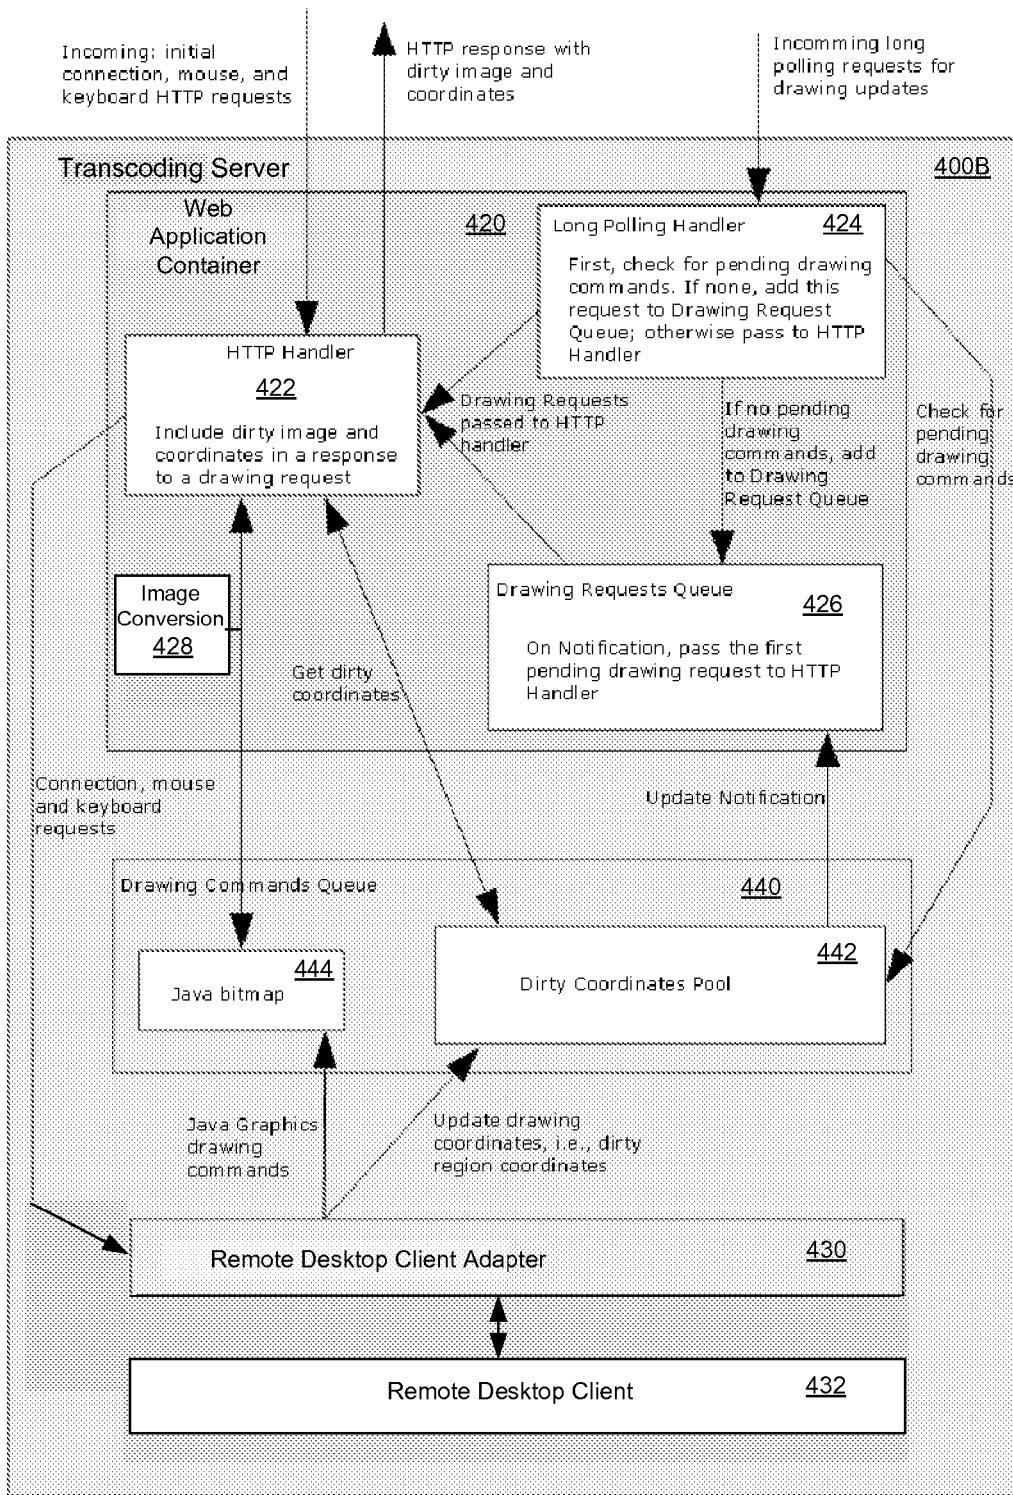 Incoming: initial
connection, mouse, and
keyboard HTTP requests
HTTP response with
dirty image and
coordinates
Incomming long
polling requests for
drawing updates
Transcoding Server
400B
Web
Application
Container
420
Long Polling Handler
424
First, check for pending drawing
commands. If none, add this
request to Drawing Request
Queue; otherwise pass to HTTP
Handler
HTTP Handler
422
Include dirty image and
coordinates in a response
to a drawing request
Drawing Requests
passed to HTTP
handler
If no pending
drawing
commands, add
to Drawing
Request Queue
Check for
pending
drawing
commands
Image
Conversion
428
Drawing Requests Queue
426
On Notification, pass the first
pending drawing request to HTTP
Handler
Get dirty
coordinates
Connection, mouse
and keyboard
requests
Update Notification
Drawing Commands Queue
440
444
Java bitmap
442
Dirty Coordinates Pool
Java Graphics
drawing
commands
Update drawing
coordinates, i.e., dirty
region coordinates
Remote Desktop Client Adapter
430
Remote Desktop Client
432